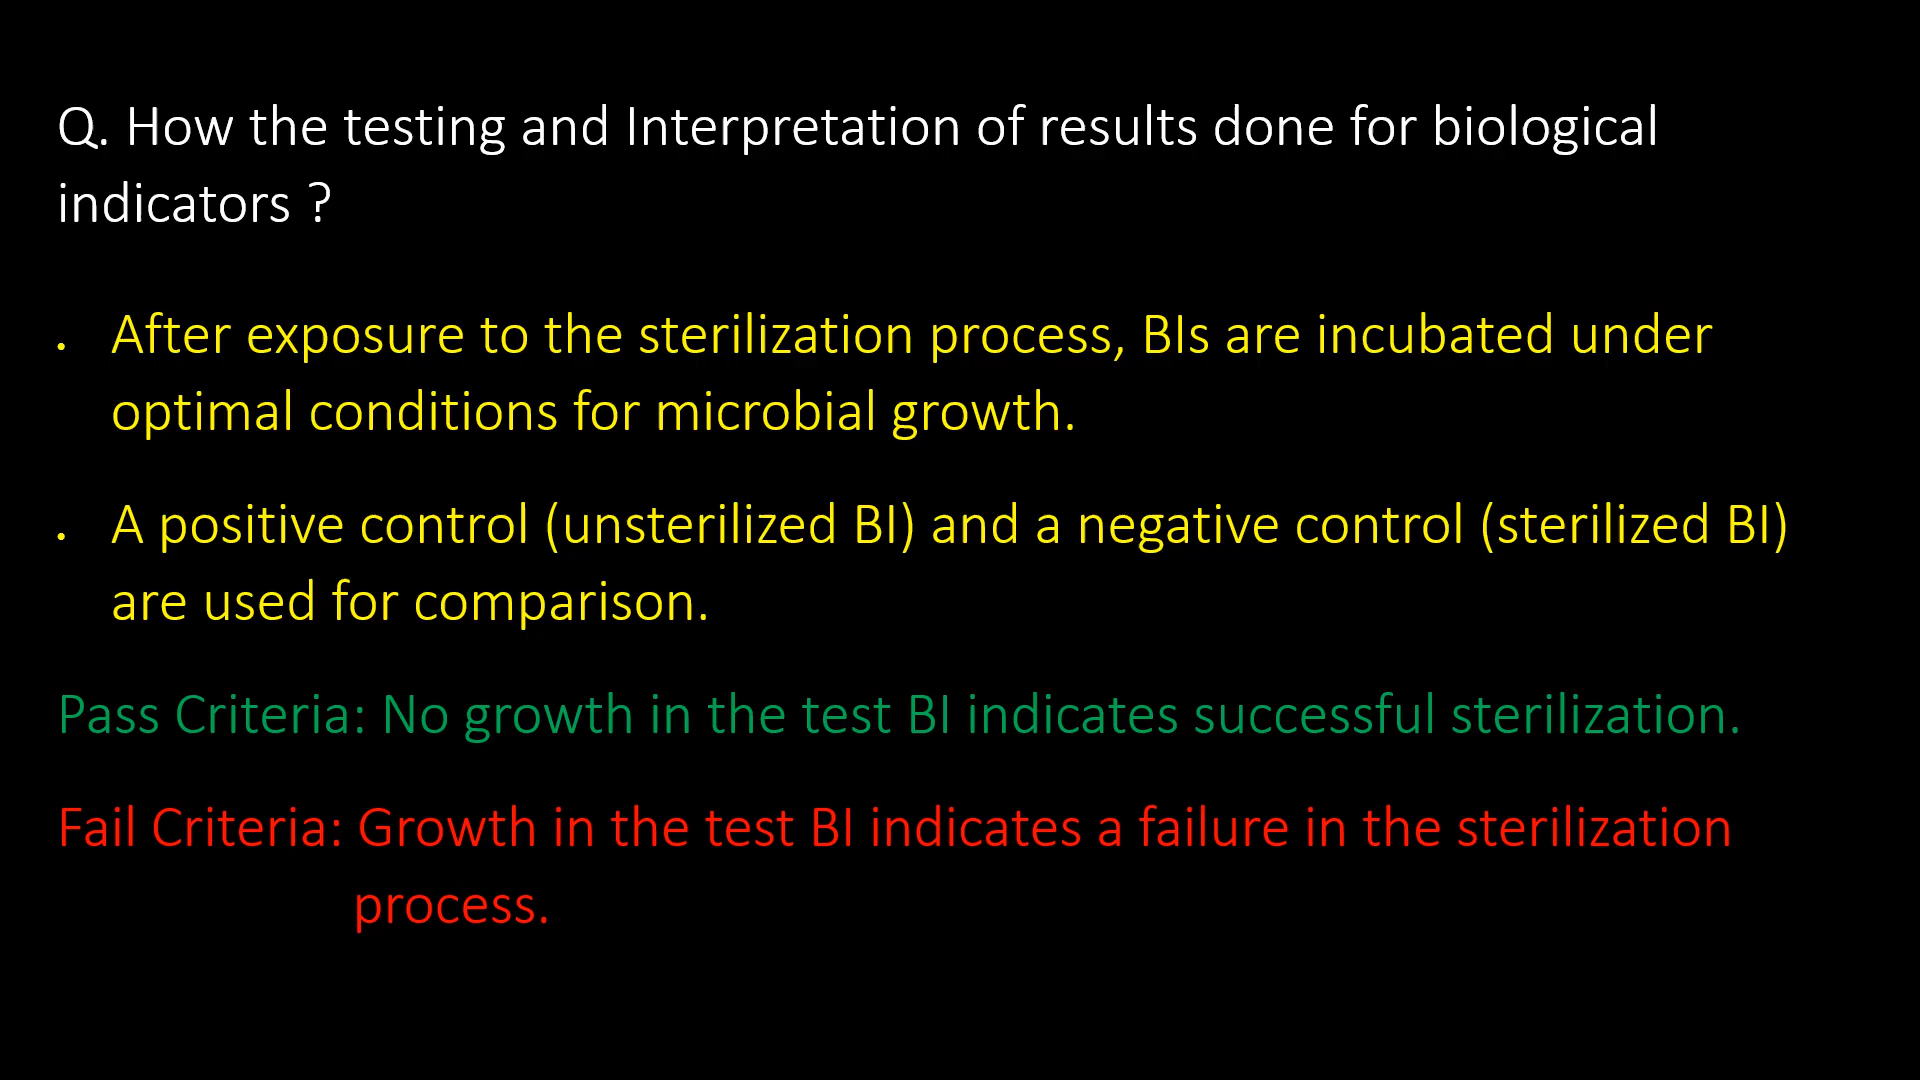 Q. How the testing and Interpretation of results done for biological
indicators ?
• After exposure to the sterilization process, BIs are incubated under
optimal conditions for microbial growth.
• A positive control (unsterilized BI) and a negative control (sterilized BI)
are used for comparison.
Pass Criteria: No growth in the test BI indicates successful sterilization.
Fail Criteria: Growth in the test BI indicates a failure in the sterilization
process.